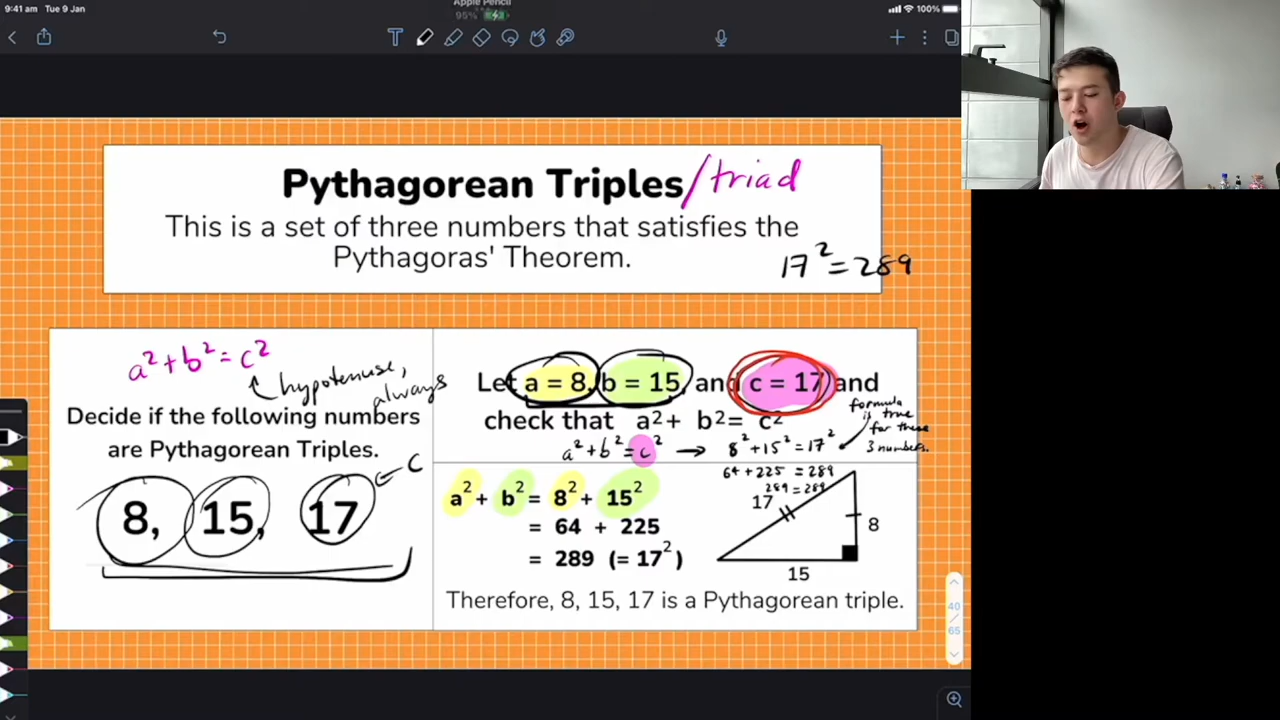 Apple Pencil
9:41 am Tue 9 Jan
95%
100%
Pythagorean Triples/triad
This is a set of three numbers that satisfies the
Pythagoras' Theorem.
17² = 289
a² + b² = c²
hypotenuse,
always
Decide if the following numbers
are Pythagorean Triples.
8, 15, 17
c
Let a = 8, b = 15, and c = 17 and
check that a² + b² = c²
formula
is true
for these
3 numbers.
a² + b² = c² → 8² + 15² = 17²
64 + 225 = 289
289 = 289
a² + b² = 8² + 15²
= 64 + 225
= 289 (= 17²)
17
8
15
Therefore, 8, 15, 17 is a Pythagorean triple.
40
/
65